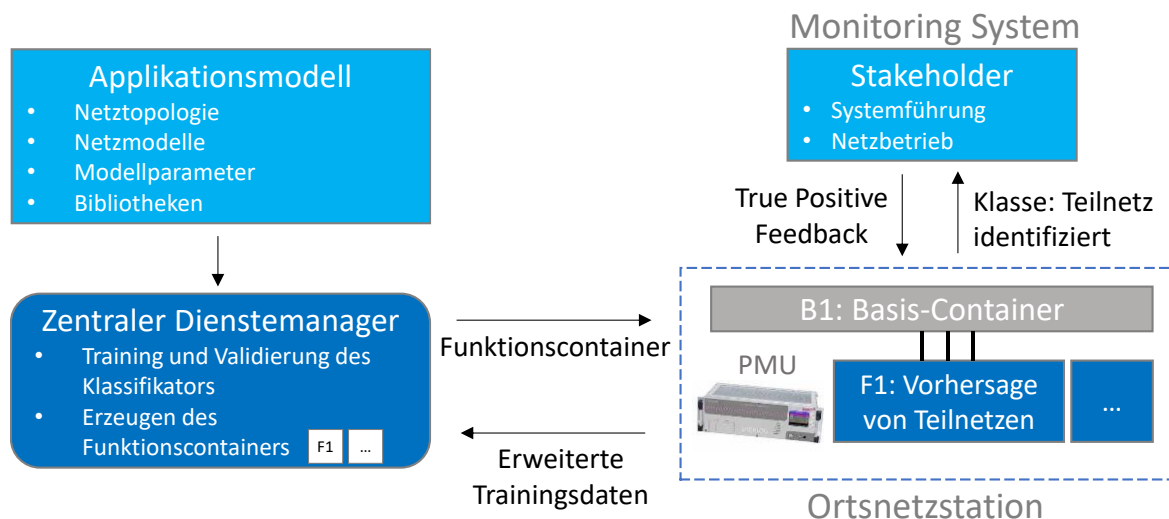 Monitoring System
Applikationsmodell
• Netztopologie
• Netzmodelle
• Modellparameter
• Bibliotheken
Stakeholder
• Systemführung
• Netzbetrieb
True Positive
Feedback
Klasse: Teilnetz
identifiziert
Zentraler Dienstemanager
• Training und Validierung des
Klassifikators
• Erzeugen des
Funktionscontainers
F1
...
Funktionscontainer
Erweiterte
Trainingsdaten
B1: Basis-Container
PMU
F1: Vorhersage
von Teilnetzen
...
Ortsnetzstation